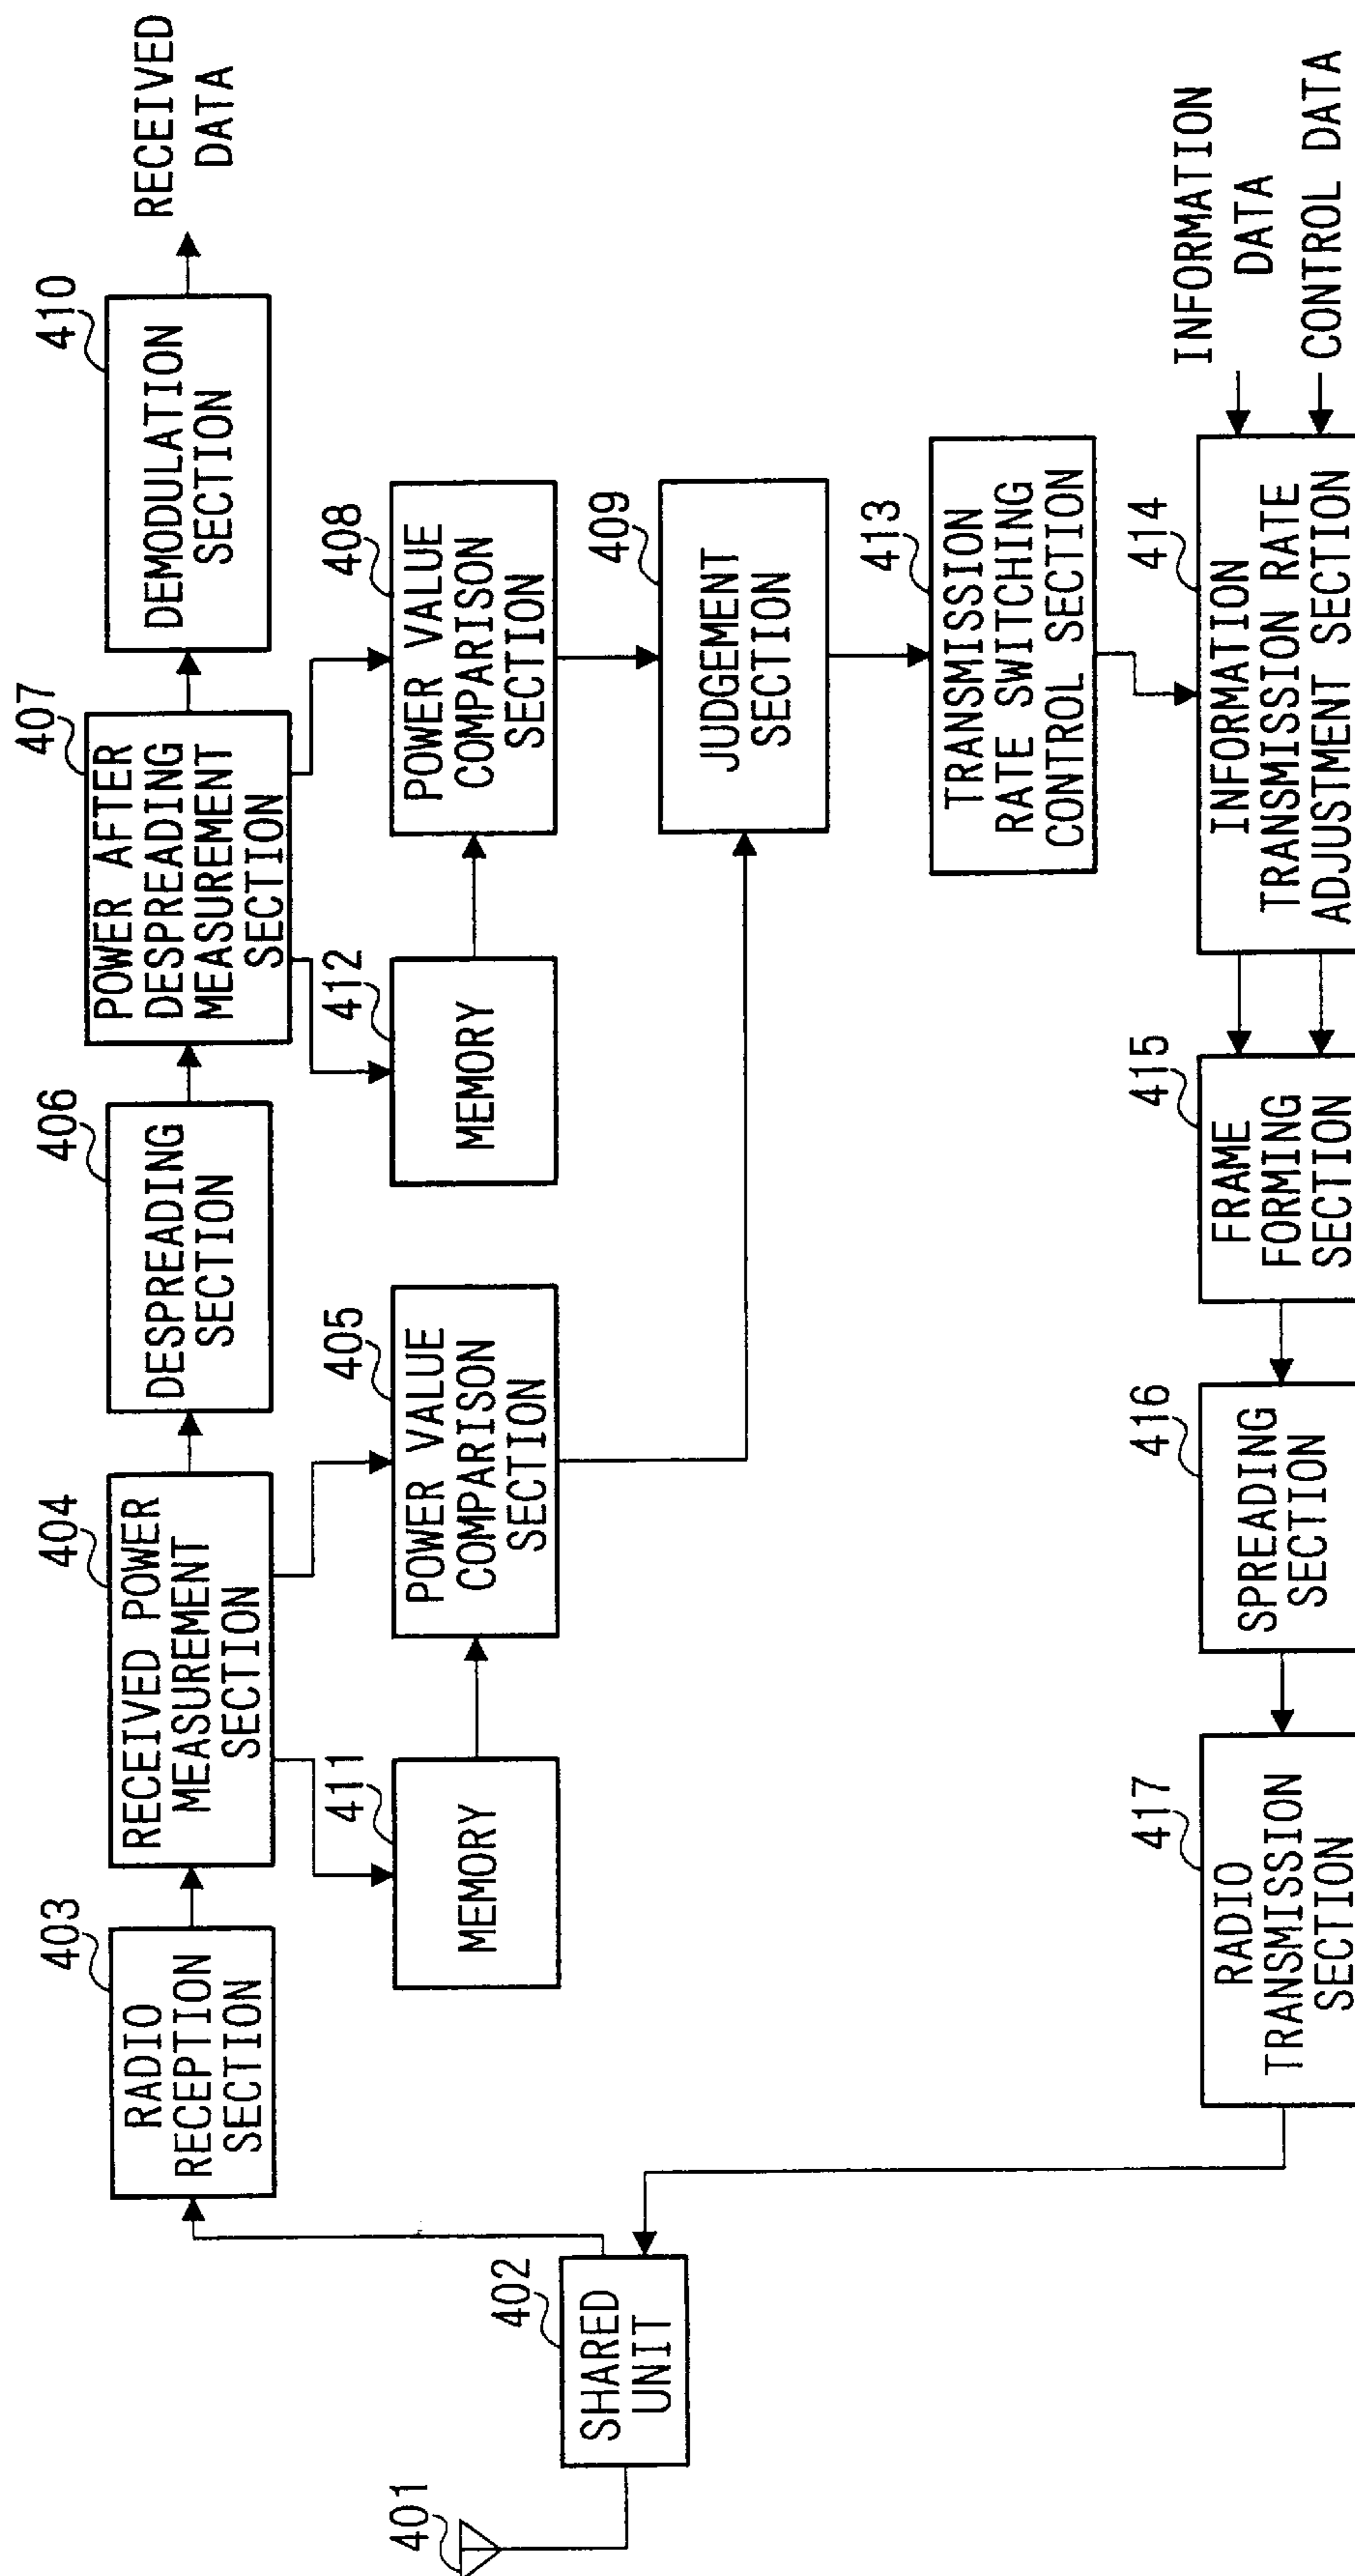 401
402
SHARED
UNIT
403
RADIO
RECEPTION
SECTION
404
RECEIVED POWER
MEASUREMENT
SECTION
406
DESPREADING
SECTION
407
POWER AFTER
DESPREADING
MEASUREMENT
SECTION
410
DEMODULATION
SECTION
RECEIVED
DATA
411
MEMORY
405
POWER VALUE
COMPARISON
SECTION
412
MEMORY
408
POWER VALUE
COMPARISON
SECTION
409
JUDGEMENT
SECTION
413
TRANSMISSION
RATE SWITCHING
CONTROL SECTION
417
RADIO
TRANSMISSION
SECTION
416
SPREADING
SECTION
415
FRAME
FORMING
SECTION
414
INFORMATION
TRANSMISSION RATE
ADJUSTMENT SECTION
INFORMATION
DATA
CONTROL DATA